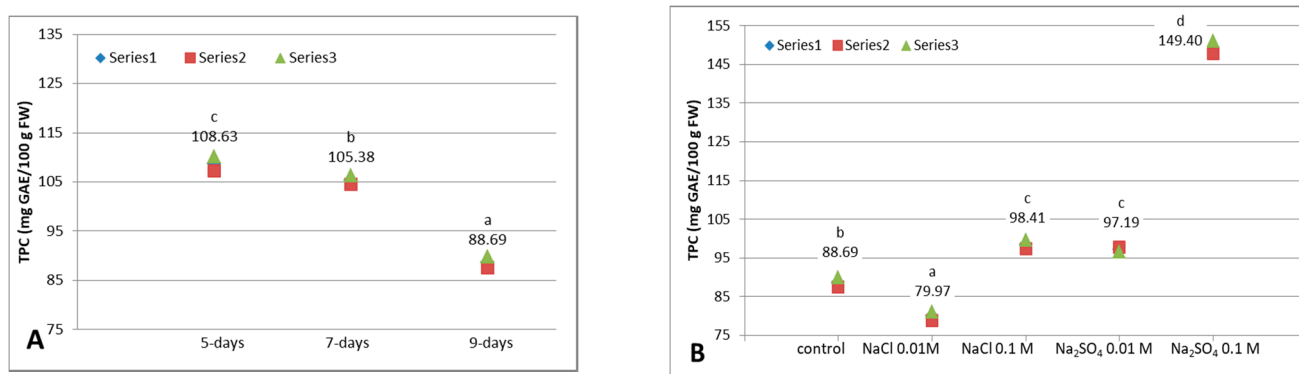 135
125
115
105
95
85
75
TPC (mg GAE/100 g FW)
Series1 Series2 Series3
c
108.63
b
105.38
a
88.69
A
5-days 7-days 9-days
155
145
135
125
115
105
95
85
75
TPC (mg GAE/100 g FW)
Series1 Series2 Series3
b
88.69
a
79.97
c
98.41
c
97.19
d
149.40
B
control NaCl 0.01M NaCl 0.1 M Na₂SO₄ 0.01 M Na₂SO₄ 0.1 M